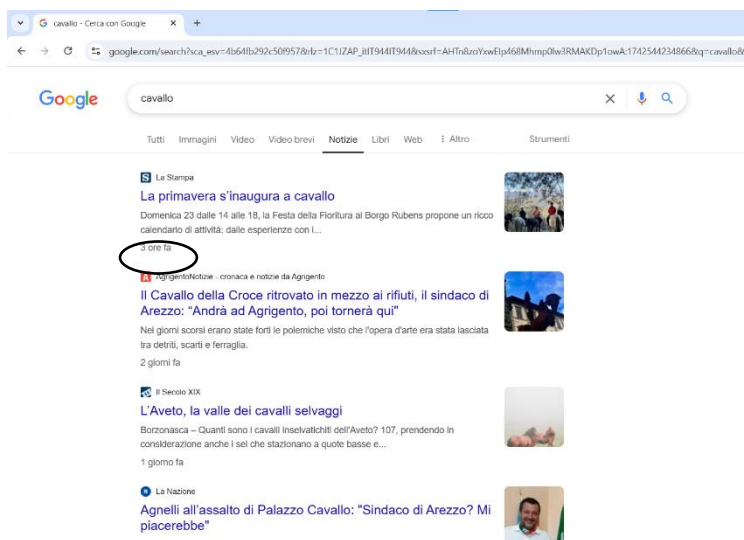 cavallo - Cerca con Google
google.com/search?sca_esv=4b64fb292c50f957&rlz=1C1JZAP_itIT944IT944&sxsrf=AHTn8zoYxwEIp468Mhmp0lw3RMAKDp1owA:1742544234866&q=cavallo&
Google
cavallo
Tutti Immagini Video Video brevi Notizie Libri Web Altro Strumenti
La Stampa
La primavera s'inaugura a cavallo
Domenica 23 dalle 14 alle 18, la Festa della Fioritura al Borgo Rubens propone un ricco
calendario di attività: dalle esperienze con i...
3 ore fa
AgrigentoNotizie - cronaca e notizie da Agrigento
Il Cavallo della Croce ritrovato in mezzo ai rifiuti, il sindaco di
Arezzo: “Andrà ad Agrigento, poi tornerà qui"
Nei giorni scorsi erano state forti le polemiche visto che l'opera d'arte era stata lasciata
tra detriti, scarti e ferraglia.
2 giorni fa
Il Secolo XIX
L'Aveto, la valle dei cavalli selvaggi
Borzonasca – Quanti sono i cavalli inselvatichiti dell'Aveto? 107, prendendo in
considerazione anche i sei che stazionano a quote basse e...
1 giorno fa
La Nazione
Agnelli all'assalto di Palazzo Cavallo: "Sindaco di Arezzo? Mi
piacerebbe"